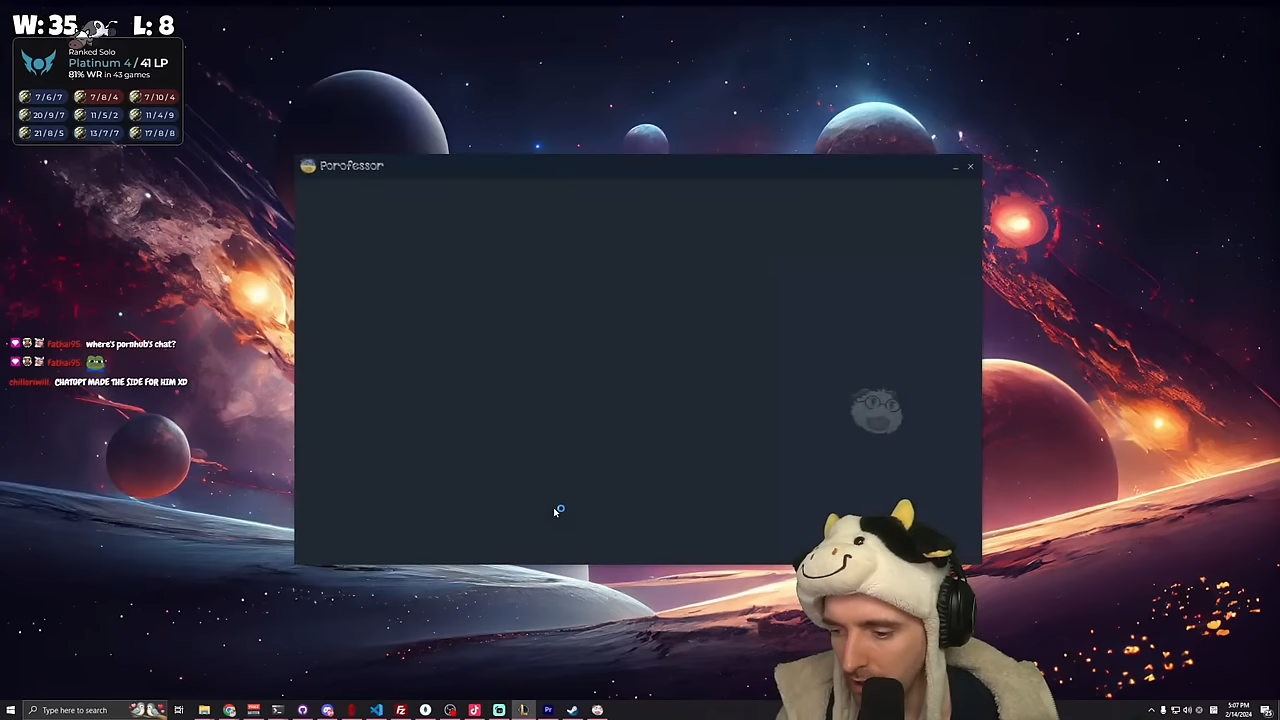 W: 35 L: 8
Ranked Solo
Platinum 4 / 41 LP
81% WR in 43 games
7/6/7 7/8/4 7/10/4
20/9/7 11/5/2 11/4/9
21/8/5 13/7/7 17/8/8
Porofessor
Fathai95: where's pornhub's chat?
Fathai95:
CHATGPT MADE THE SIDE FOR HIM XD
Type here to search
5:07 PM
2/14/2024